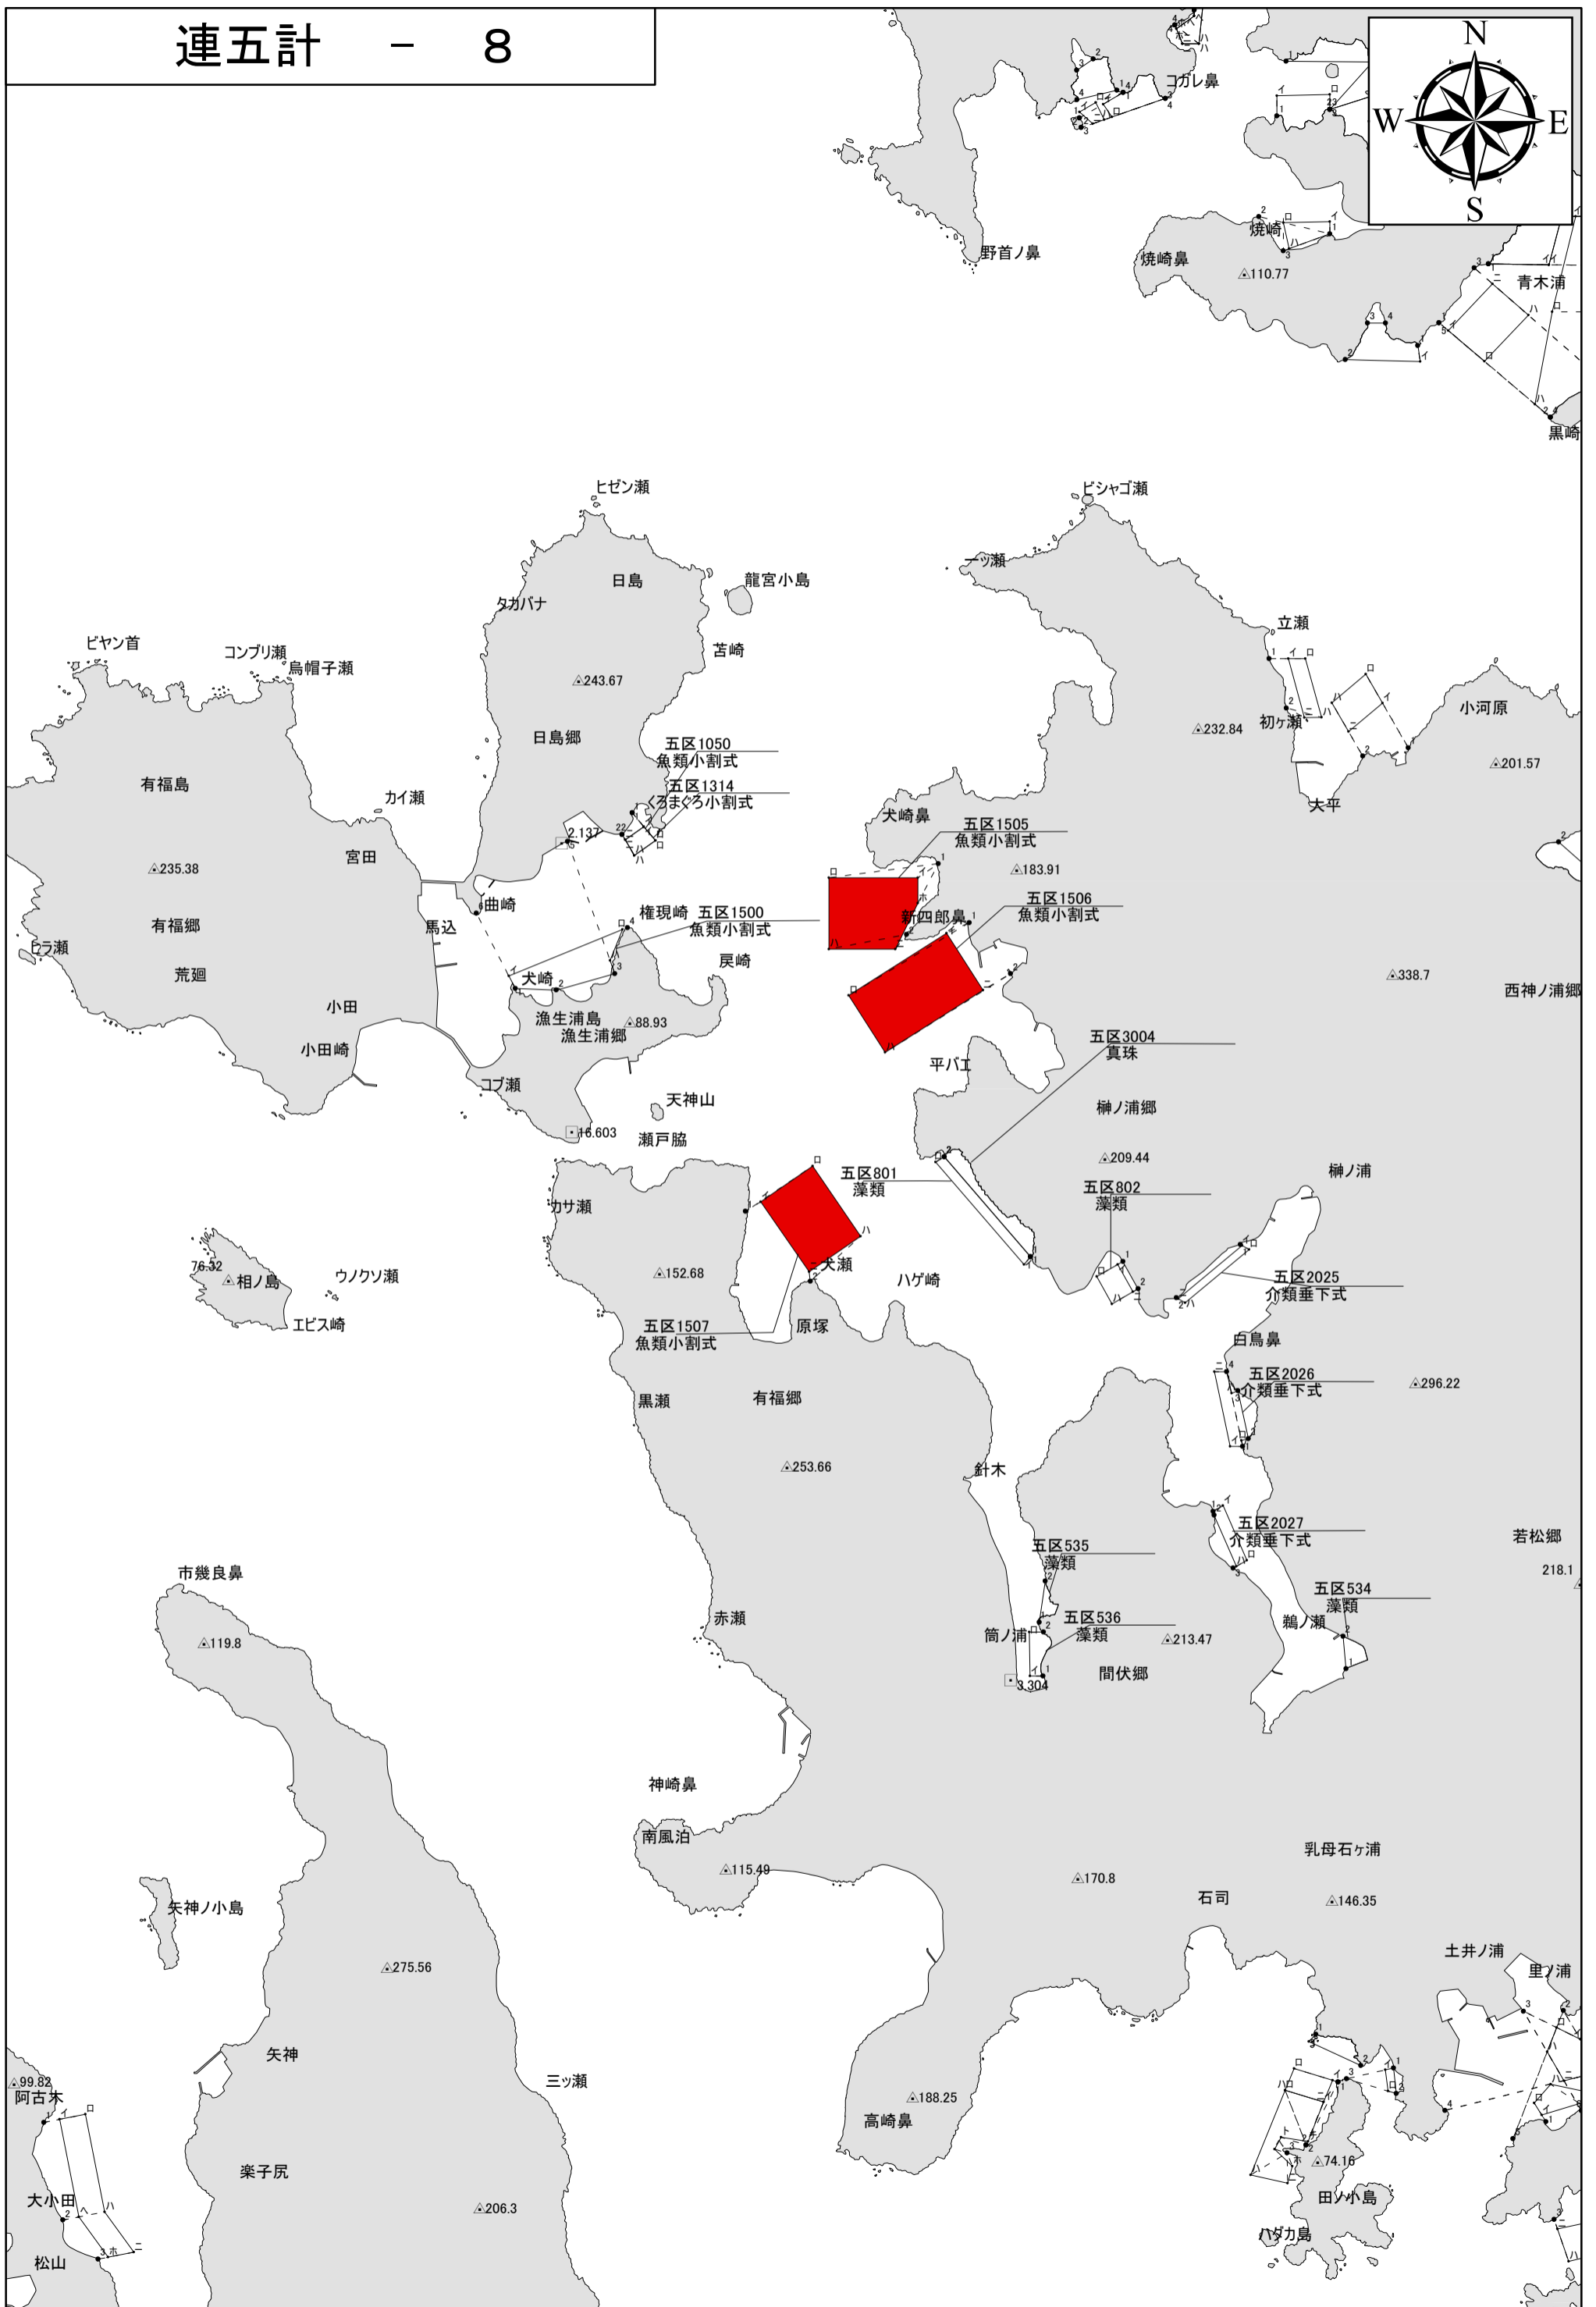 連五計 － 8
N
W
E
S
コガレ鼻
野首ノ鼻
焼崎
焼崎鼻
110.77
青木浦
黒崎
ヒゼン瀬
ビシャゴ瀬
日島
龍宮小島
一ッ瀬
タカバナ
立瀬
ビヤン首
コンブリ瀬
烏帽子瀬
苫崎
243.67
小河原
初ヶ瀬
232.84
日島郷
五区1050
魚類小割式
201.57
有福島
五区1314
くろまぐろ小割式
カイ瀬
大平
犬崎鼻
五区1505
魚類小割式
2.137
宮田
235.38
183.91
曲崎
権現崎
五区1500
魚類小割式
五区1506
魚類小割式
新四郎鼻
有福郷
馬込
ヒラ瀬
荒廻
犬崎
戻崎
338.7
西神ノ浦郷
小田
漁生浦島
88.93
漁生浦郷
五区3004
真珠
小田崎
平バエ
コブ瀬
天神山
榊ノ浦郷
16.603
瀬戸脇
209.44
榊ノ浦
五区801
藻類
五区802
藻類
カサ瀬
76.32
相ノ島
ウノクソ瀬
152.68
犬瀬
ハゲ崎
五区2025
介類垂下式
エビス崎
五区1507
魚類小割式
原塚
白鳥鼻
五区2026
介類垂下式
296.22
黒瀬
有福郷
253.66
針木
五区2027
介類垂下式
若松郷
五区535
藻類
218.1
市幾良鼻
五区534
藻類
赤瀬
五区536
藻類
鵜ノ瀬
119.8
筒ノ浦
213.47
3.304
間伏郷
神崎鼻
南風泊
乳母石ヶ浦
115.49
170.8
石司
146.35
矢神ノ小島
土井ノ浦
里ノ浦
275.56
矢神
三ッ瀬
99.82
阿古木
188.25
高崎鼻
74.16
楽子尻
大小田
206.3
田ノ小島
ハダカ島
松山